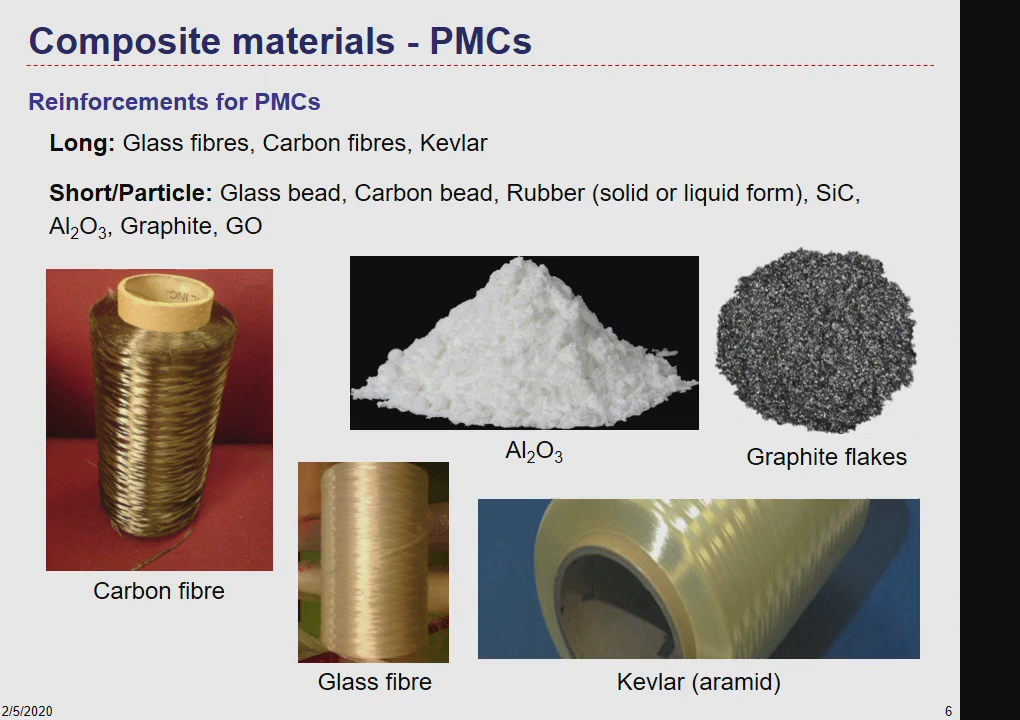 Composite materials - PMCs
Reinforcements for PMCs
Long: Glass fibres, Carbon fibres, Kevlar
Short/Particle: Glass bead, Carbon bead, Rubber (solid or liquid form), SiC,
Al₂O₃, Graphite, GO
INC.
Al₂O₃
Graphite flakes
Carbon fibre
Glass fibre
Kevlar (aramid)
2/5/2020
6